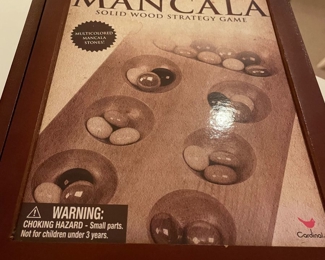 MANCALA
SOLID WOOD STRATEGY GAME
MULTICOLORED
MANCALA
STONES!
WARNING:
CHOKING HAZARD - Small parts.
Not for children under 3 years.
Cardinal